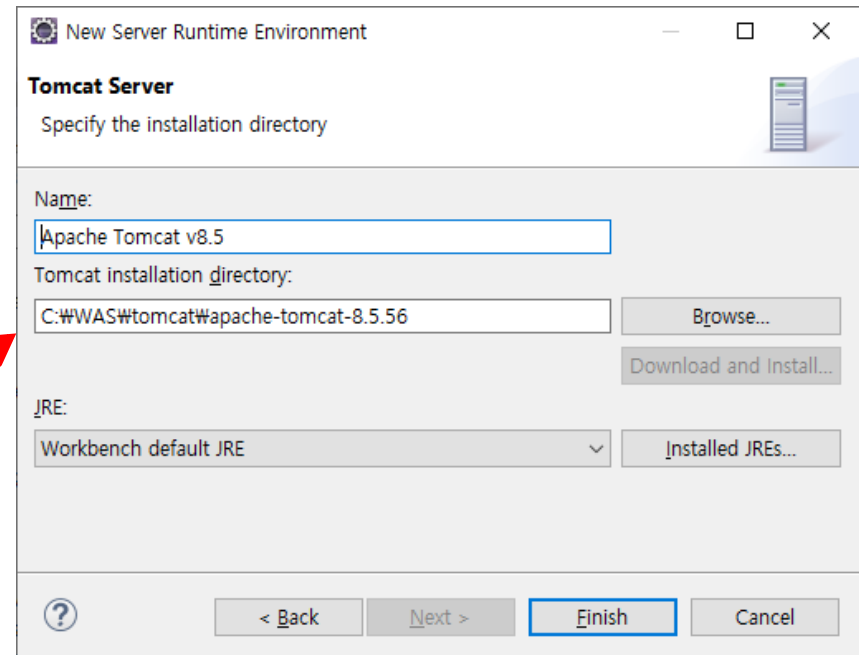 New Server Runtime Environment
Tomcat Server
Specify the installation directory
Name:
Apache Tomcat v8.5
Tomcat installation directory:
C:₩WAS₩tomcat₩apache-tomcat-8.5.56
Browse...
Download and Install...
JRE:
Workbench default JRE
Installed JREs...
? < Back Next > Finish Cancel